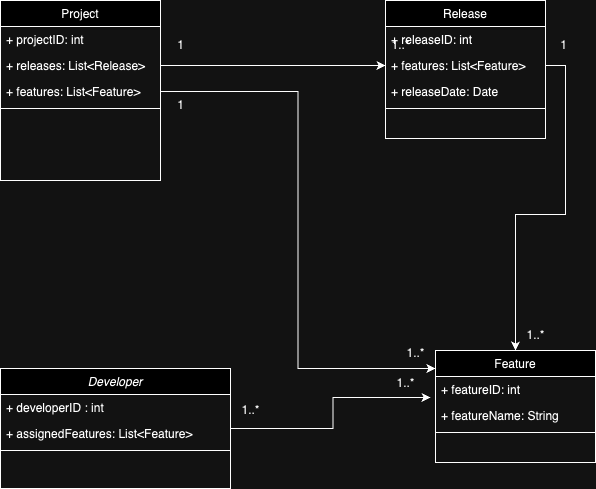 Project
+ projectID: int
+ releases: List<Release>
+ features: List<Feature>
1
1
Release
+ releaseID: int
1..*
+ features: List<Feature>
+ releaseDate: Date
1
1..*
1..*
1..*
Feature
+ featureID: int
+ featureName: String
Developer
+ developerID : int
+ assignedFeatures: List<Feature>
1..*